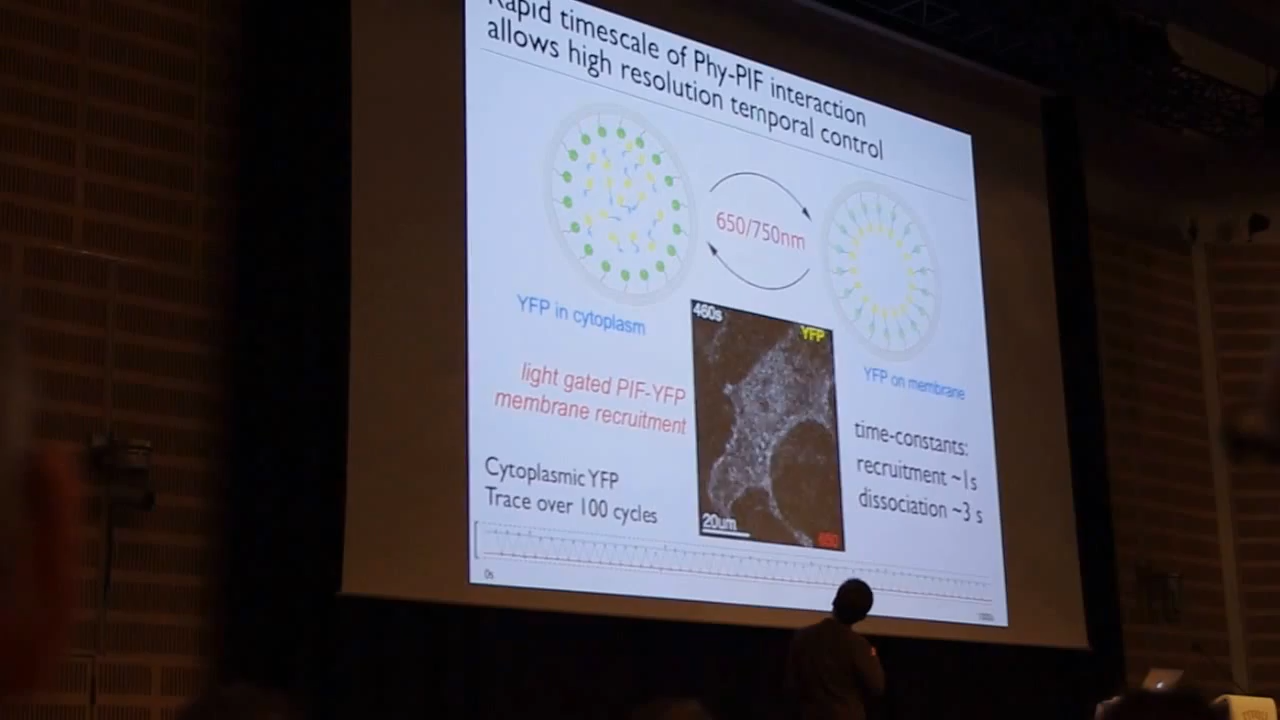 Rapid timescale of Phy-PIF interaction
allows high resolution temporal control
650/750nm
YFP in cytoplasm
YFP on membrane
460s
YFP
light gated PIF-YFP
membrane recruitment
20um
650
time-constants:
recruitment ~1s
dissociation ~3 s
Cytoplasmic YFP
Trace over 100 cycles
0s